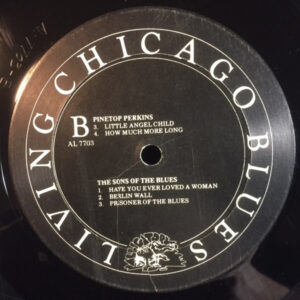 LIVING CHICAGO BLUES
B
AL 7703
PINETOP PERKINS
3. LITTLE ANGEL CHILD
4. HOW MUCH MORE LONG
THE SONS OF THE BLUES
1. HAVE YOU EVER LOVED A WOMAN
2. BERLIN WALL
3. PRISONER OF THE BLUES